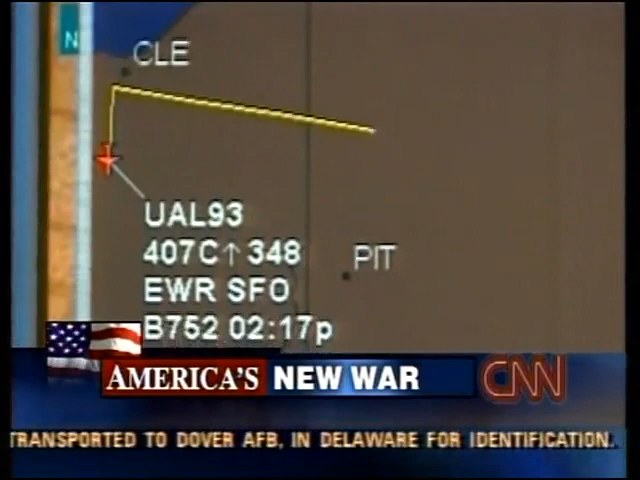 N
CLE
UAL93
407C↑348
PIT
EWR SFO
B752 02:17p
AMERICA'S NEW WAR
CNN
TRANSPORTED TO DOVER AFB, IN DELAWARE FOR IDENTIFICATION.